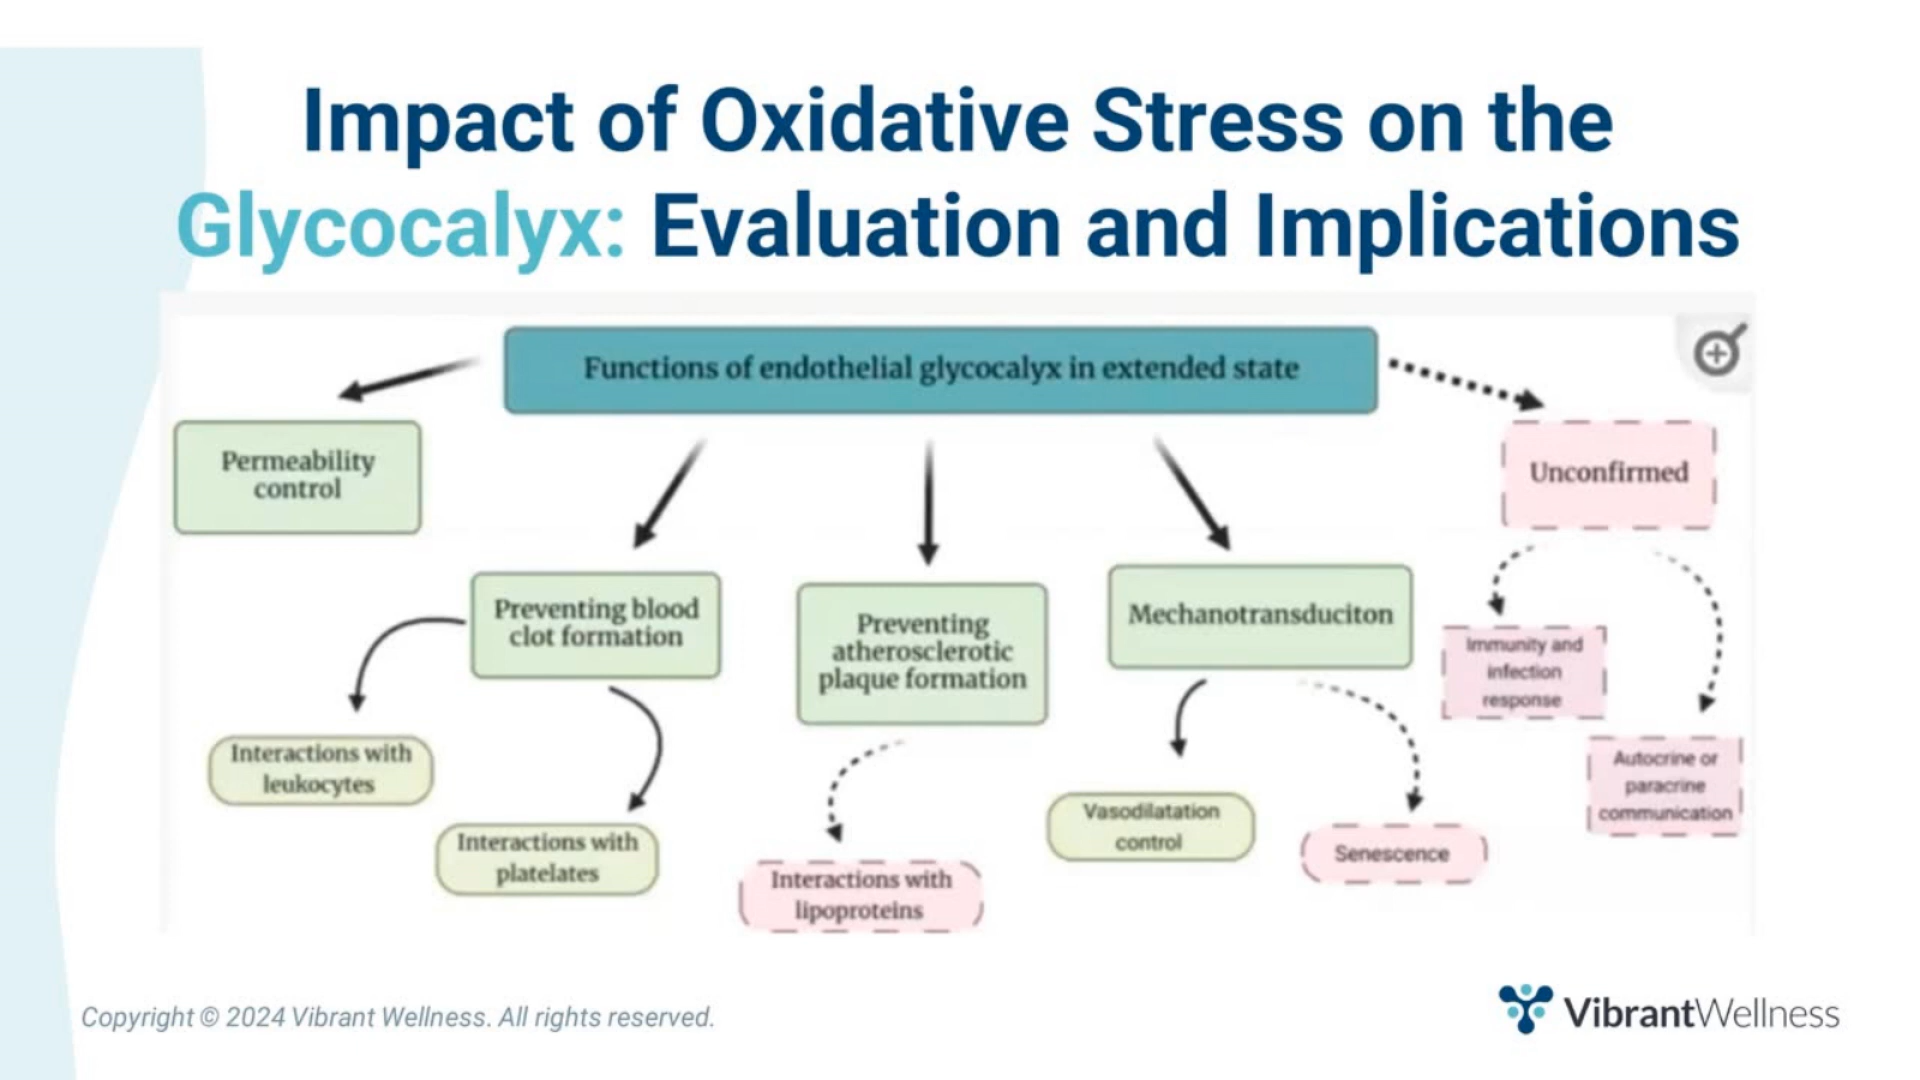 Impact of Oxidative Stress on the
Glycocalyx: Evaluation and Implications
Functions of endothelial glycocalyx in extended state
Permeability
control
Unconfirmed
Preventing blood
clot formation
Preventing
atherosclerotic
plaque formation
Mechanotransduciton
Immunity and
infection
response
Interactions with
leukocytes
Interactions with
platelates
Interactions with
lipoproteins
Vasodilatation
control
Senescence
Autocrine or
paracrine
communication
Copyright © 2024 Vibrant Wellness. All rights reserved.
VibrantWellness